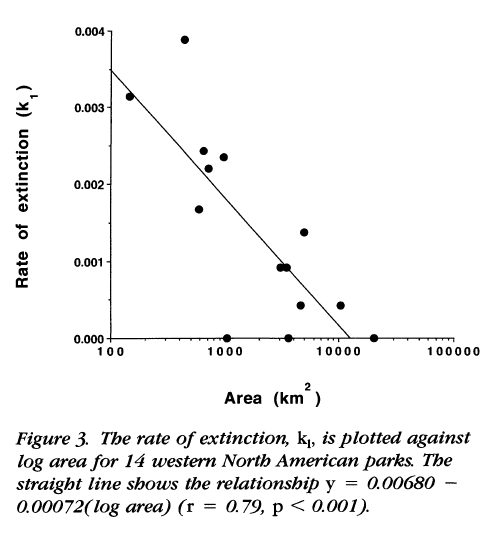 0.004
0.003
0.002
0.001
0.000
Rate of extinction (k1)
100 1000 10000 100000
Area (km2)
Figure 3. The rate of extinction, kI, is plotted against
log area for 14 western North American parks. The
straight line shows the relationship y = 0.00680 −
0.00072(log area) (r = 0.79, p < 0.001).